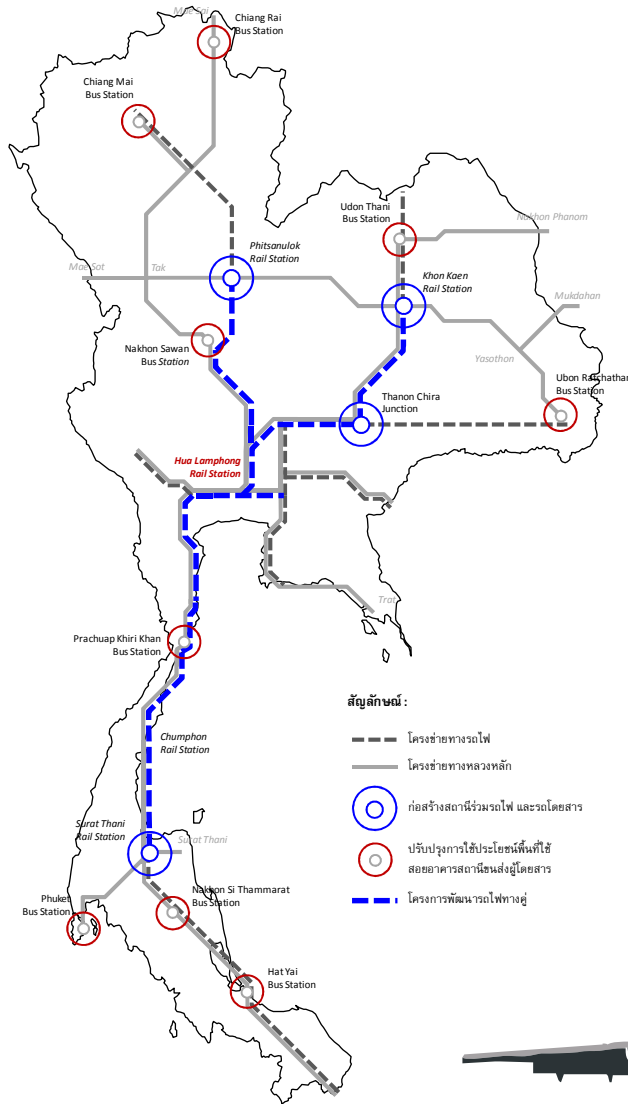 Mae Sai
Chiang Rai
Bus Station
Chiang Mai
Bus Station
Udon Thani
Bus Station
Nakhon Phanom
Phitsanulok
Rail Station
Khon Kaen
Rail Station
Mae Sot
Tak
Mukdahan
Nakhon Sawan
Bus Station
Yasothon
Ubon Ratchathan
Bus Station
Thanon Chira
Junction
Hua Lamphong
Rail Station
Trat
Prachuap Khiri Khan
Bus Station
Chumphon
Rail Station
Surat Thani
Rail Station
Surat Thani
Phuket
Bus Station
Nakhon Si Thammarat
Bus Station
Hat Yai
Bus Station
สัญลักษณ์ :
โครงข่ายทางรถไฟ
โครงข่ายทางหลวงหลัก
ก่อสร้างสถานีร่วมรถไฟ และรถโดยสาร
ปรับปรุงการใช้ประโยชน์พื้นที่ใช้
สอยอาคารสถานีขนส่งผู้โดยสาร
โครงการพัฒนารถไฟทางคู่